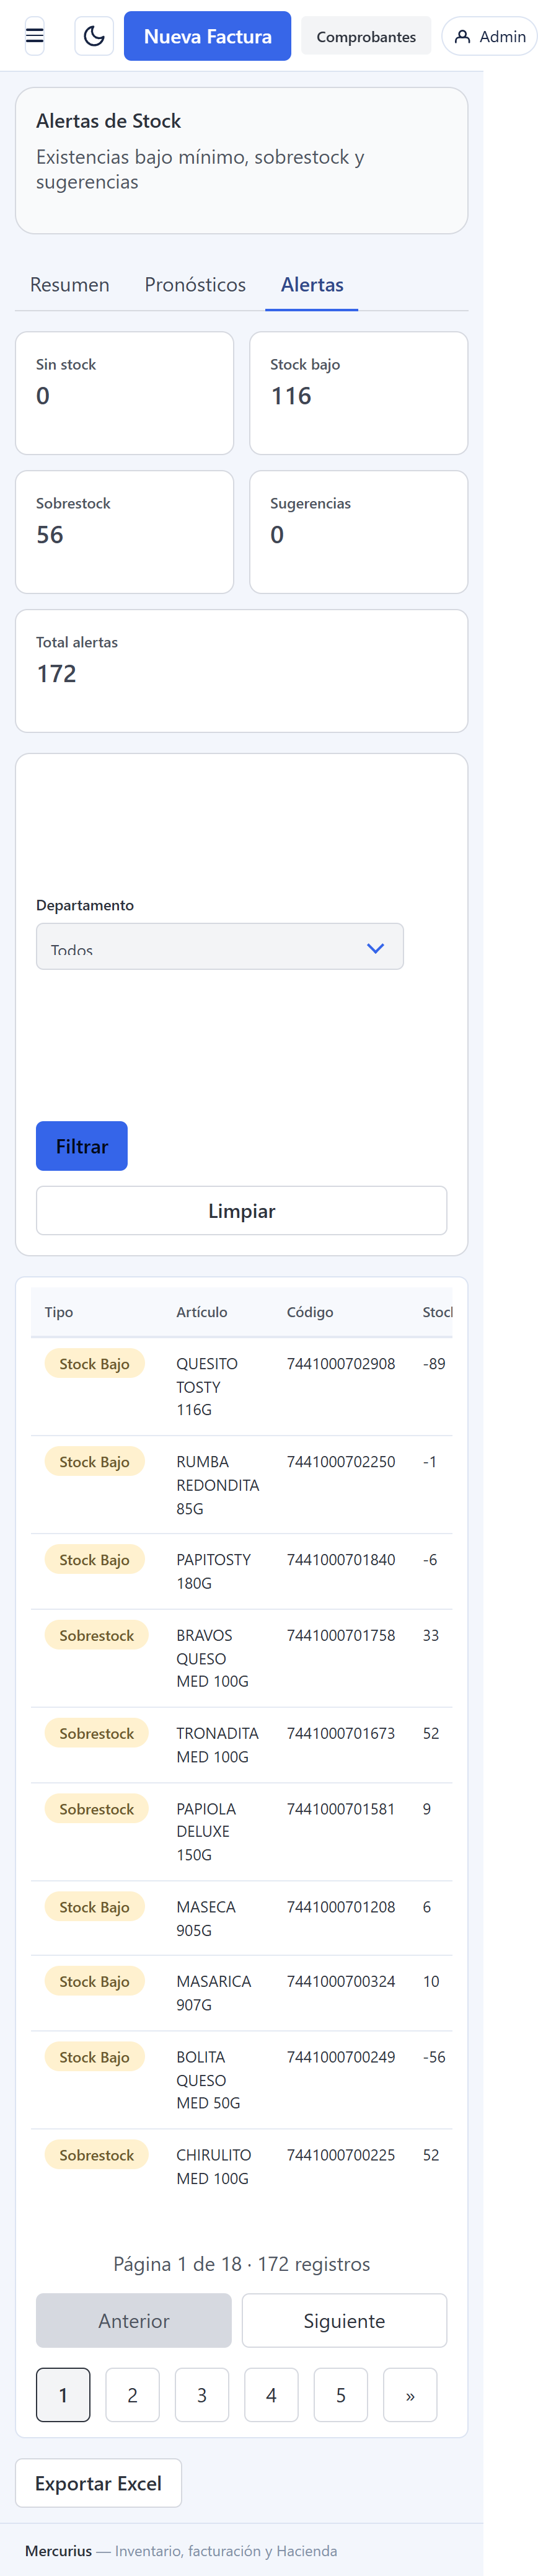 Nueva Factura
Comprobantes
Admin
Alertas de Stock
Existencias bajo mínimo, sobrestock y
sugerencias
Resumen
Pronósticos
Alertas
Sin stock
0
Stock bajo
116
Sobrestock
56
Sugerencias
0
Total alertas
172
Departamento
Todos
Filtrar
Limpiar
Tipo Artículo Código Stock
Stock Bajo QUESITO 7441000702908 -89
TOSTY
116G
Stock Bajo RUMBA 7441000702250 -1
REDONDITA
85G
Stock Bajo PAPITOSTY 7441000701840 -6
180G
Sobrestock BRAVOS 7441000701758 33
QUESO
MED 100G
Sobrestock TRONADITA 7441000701673 52
MED 100G
Sobrestock PAPIOLA 7441000701581 9
DELUXE
150G
Stock Bajo MASECA 7441000701208 6
905G
Stock Bajo MASARICA 7441000700324 10
907G
Stock Bajo BOLITA 7441000700249 -56
QUESO
MED 50G
Sobrestock CHIRULITO 7441000700225 52
MED 100G
Página 1 de 18 · 172 registros
Anterior
Siguiente
1 2 3 4 5 »
Exportar Excel
Mercurius — Inventario, facturación y Hacienda